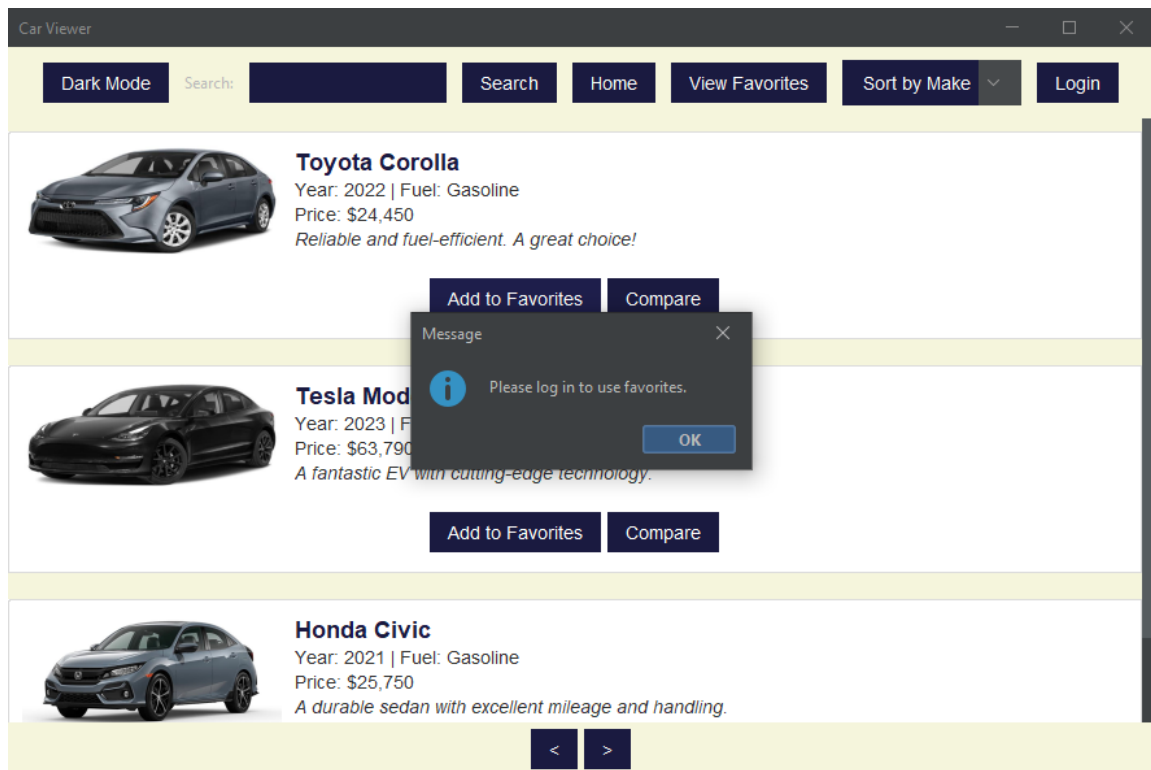 Car Viewer
Dark Mode Search: Search Home View Favorites Sort by Make Login
Toyota Corolla
Year: 2022 | Fuel: Gasoline
Price: $24,450
Reliable and fuel-efficient. A great choice!
Add to Favorites Compare
Message
Please log in to use favorites.
OK
Tesla Mod
Year: 2023 | F
Price: $63,790
A fantastic EV with cutting-edge technology.
Add to Favorites Compare
Honda Civic
Year: 2021 | Fuel: Gasoline
Price: $25,750
A durable sedan with excellent mileage and handling.
< >